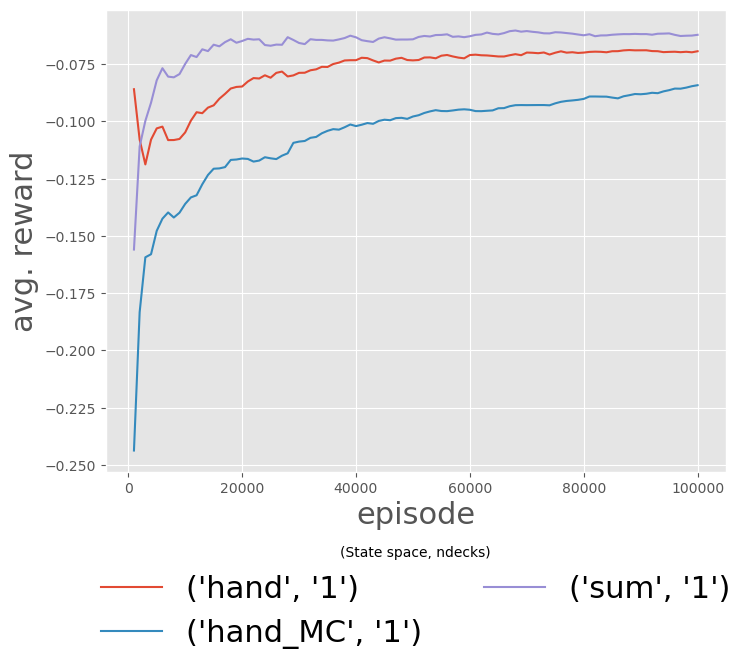 avg. reward
−0.075
−0.100
−0.125
−0.150
−0.175
−0.200
−0.225
−0.250
0 20000 40000 60000 80000 100000
episode
(State space, ndecks)
('hand', '1') ('sum', '1')
('hand_MC', '1')